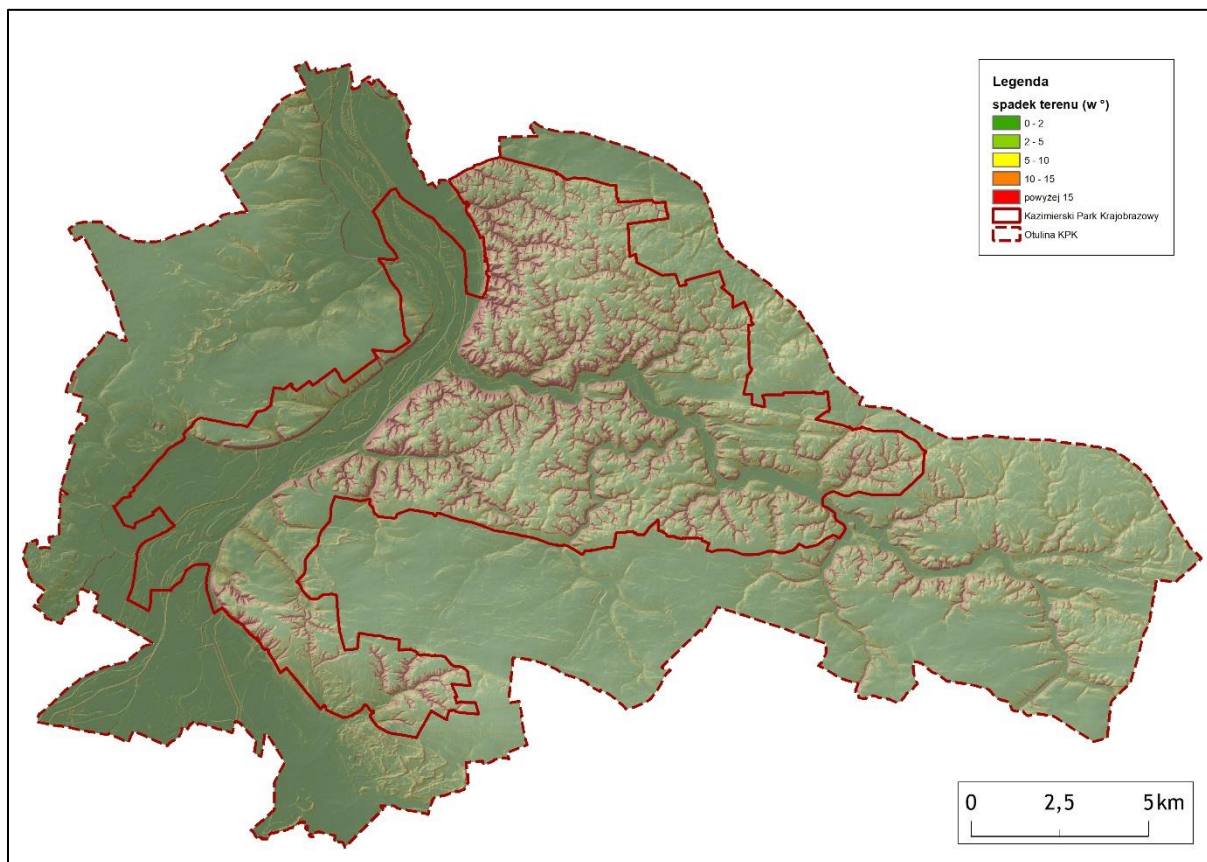 Legenda
spadek terenu (w °)
0 - 2
2 - 5
5 - 10
10 - 15
powyżej 15
Kazimierski Park Krajobrazowy
Otulina KPK
0 2,5 5 km